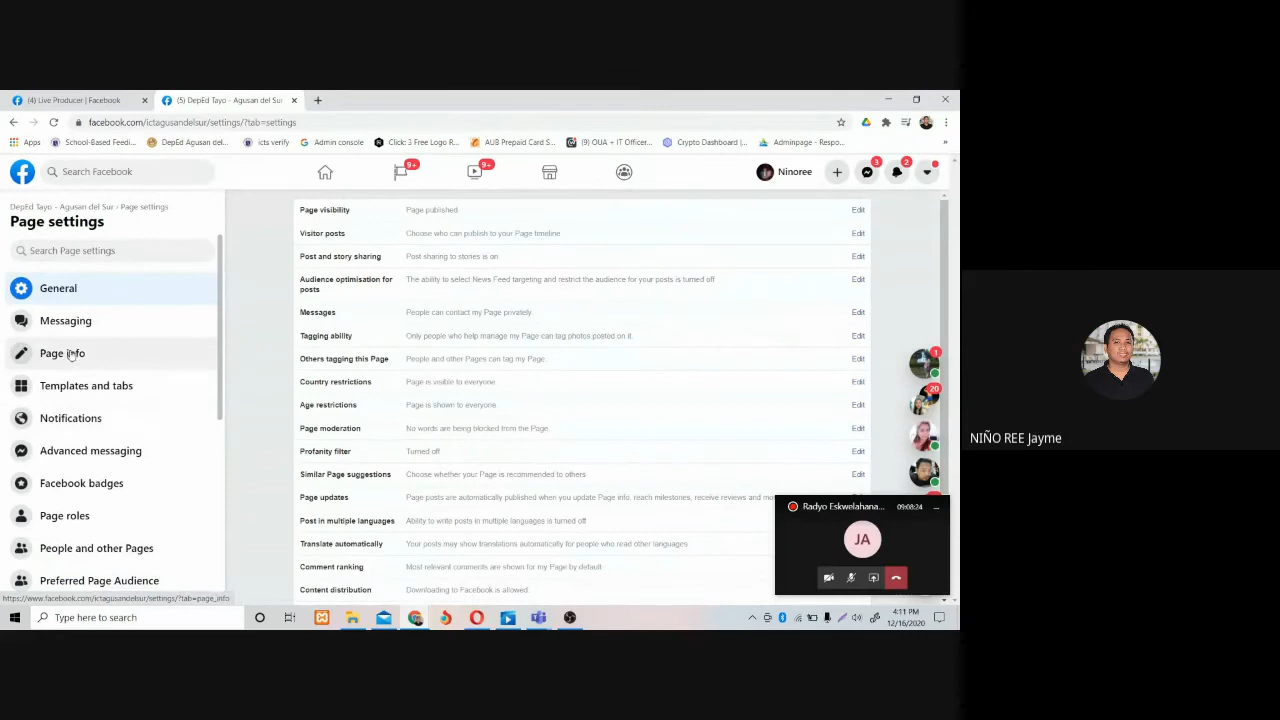 (4) Live Producer | Facebook
(5) DepEd Tayo - Agusan del Sur
facebook.com/ictagusandelsur/settings/?tab=settings
Apps
School-Based Feedi...
DepEd Agusan del...
icts verify
Admin console
Click: 3 Free Logo R...
AUB Prepaid Card S...
(9) OUA + IT Officer...
Crypto Dashboard |...
Adminpage - Respo...
»
Search Facebook
9+
9+
Ninoree
3
2
DepEd Tayo - Agusan del Sur › Page settings
Page settings
Search Page settings
General
Messaging
Page info
Templates and tabs
Notifications
Advanced messaging
Facebook badges
Page roles
People and other Pages
Preferred Page Audience
https://www.facebook.com/ictagusandelsur/settings/?tab=page_info
Page visibility Page published Edit
Visitor posts Choose who can publish to your Page timeline Edit
Post and story sharing Post sharing to stories is on Edit
Audience optimisation for The ability to select News Feed targeting and restrict the audience for your posts is turned off Edit
posts
Messages People can contact my Page privately. Edit
Tagging ability Only people who help manage my Page can tag photos posted on it. Edit
Others tagging this Page People and other Pages can tag my Page. Edit
Country restrictions Page is visible to everyone. Edit
Age restrictions Page is shown to everyone. Edit
Page moderation No words are being blocked from the Page. Edit
Profanity filter Turned off Edit
Similar Page suggestions Choose whether your Page is recommended to others Edit
Page updates Page posts are automatically published when you update Page info, reach milestones, receive reviews and mo
Post in multiple languages Ability to write posts in multiple languages is turned off
Translate automatically Your posts may show translations automatically for people who read other languages
Comment ranking Most relevant comments are shown for my Page by default
Content distribution Downloading to Facebook is allowed.
1
20
Radyo Eskwelahana... 09:08:24
JA
Type here to search
4:11 PM
12/16/2020
NIÑO REE Jayme